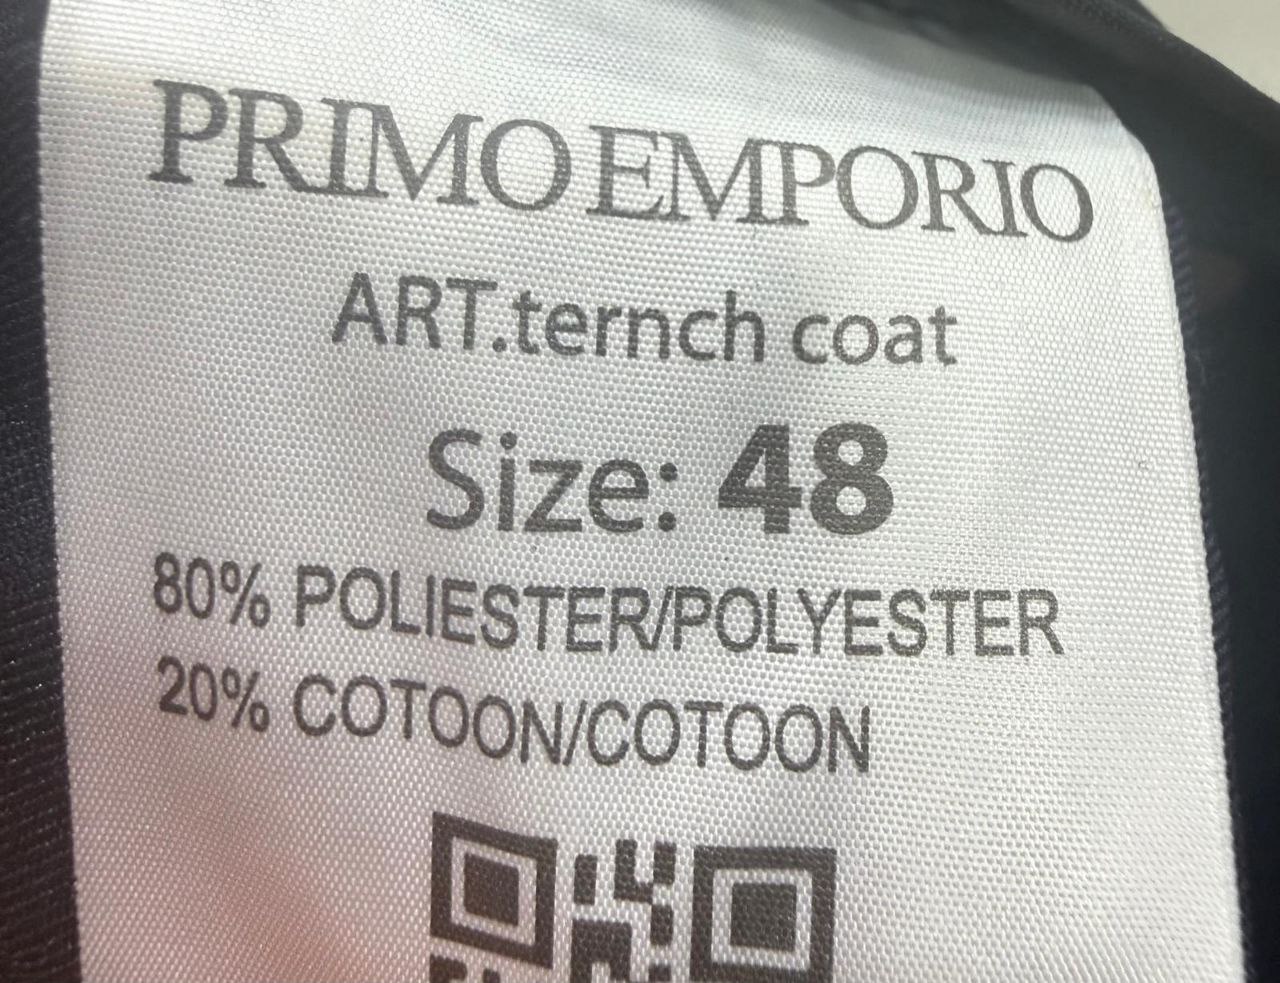 PRIMO EMPORIO
ART.ternch coat
Size: 48
80% POLIESTER/POLYESTER
20% COTOON/COTOON